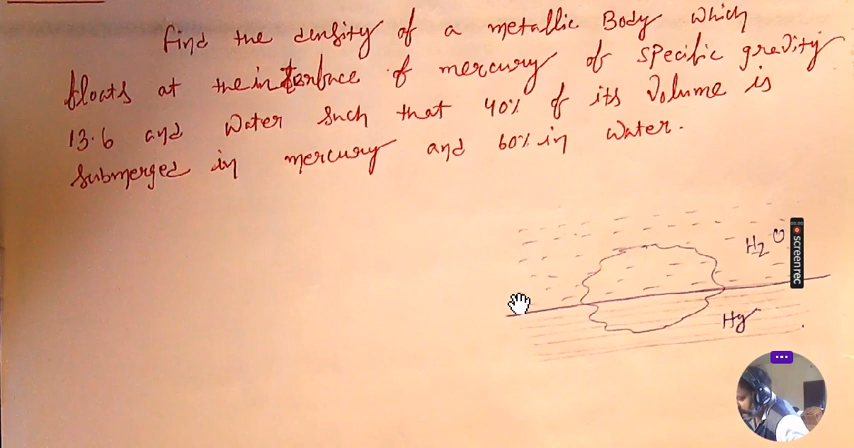 Find the density of a metallic Body which
floats at the interface of mercury of specific gravity
13.6 and water such that 40% of its volume is
submerged in mercury and 60% in water.
H2O
Hg
screenrec